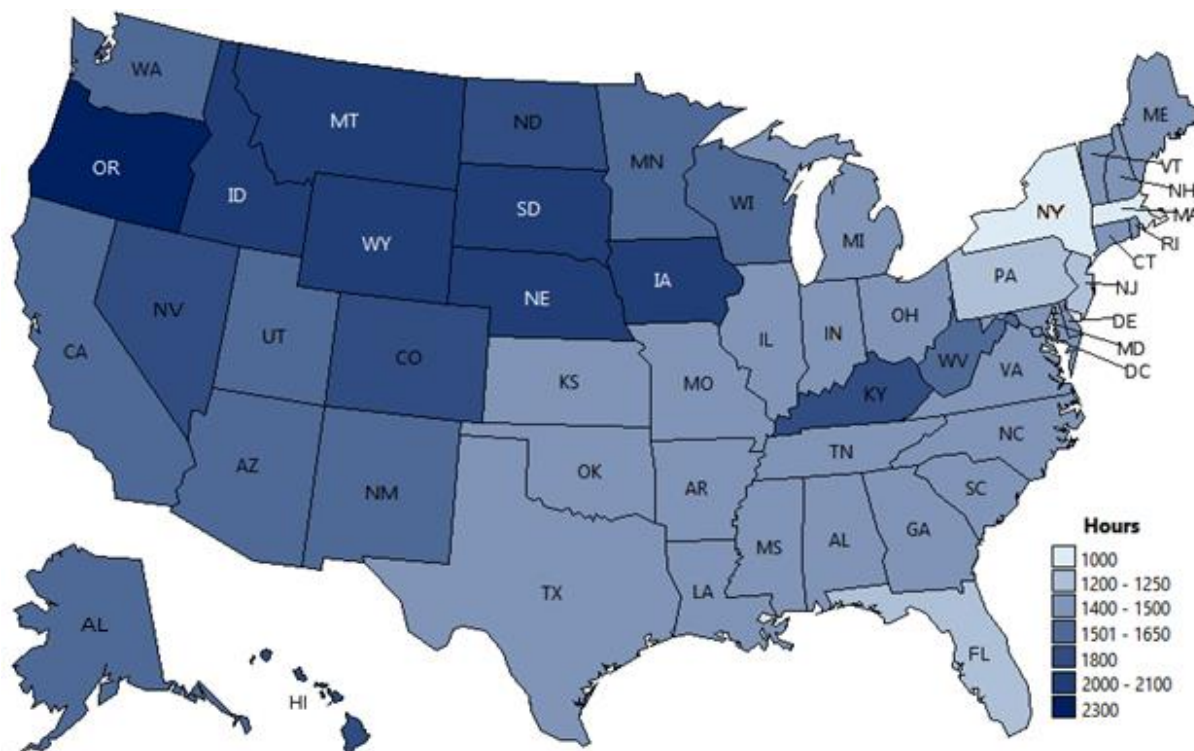 WA
MT
ND
MN
ME
OR
ID
SD
WI
VT
NH
WY
MI
NY
MA
RI
CT
NE
IA
PA
NJ
NV
UT
CO
IL
IN
OH
DE
MD
DC
CA
KS
MO
WV
VA
KY
AZ
NM
OK
AR
TN
NC
SC
TX
LA
MS
AL
GA
FL
AL
HI
Hours
1000
1200 - 1250
1400 - 1500
1501 - 1650
1800
2000 - 2100
2300